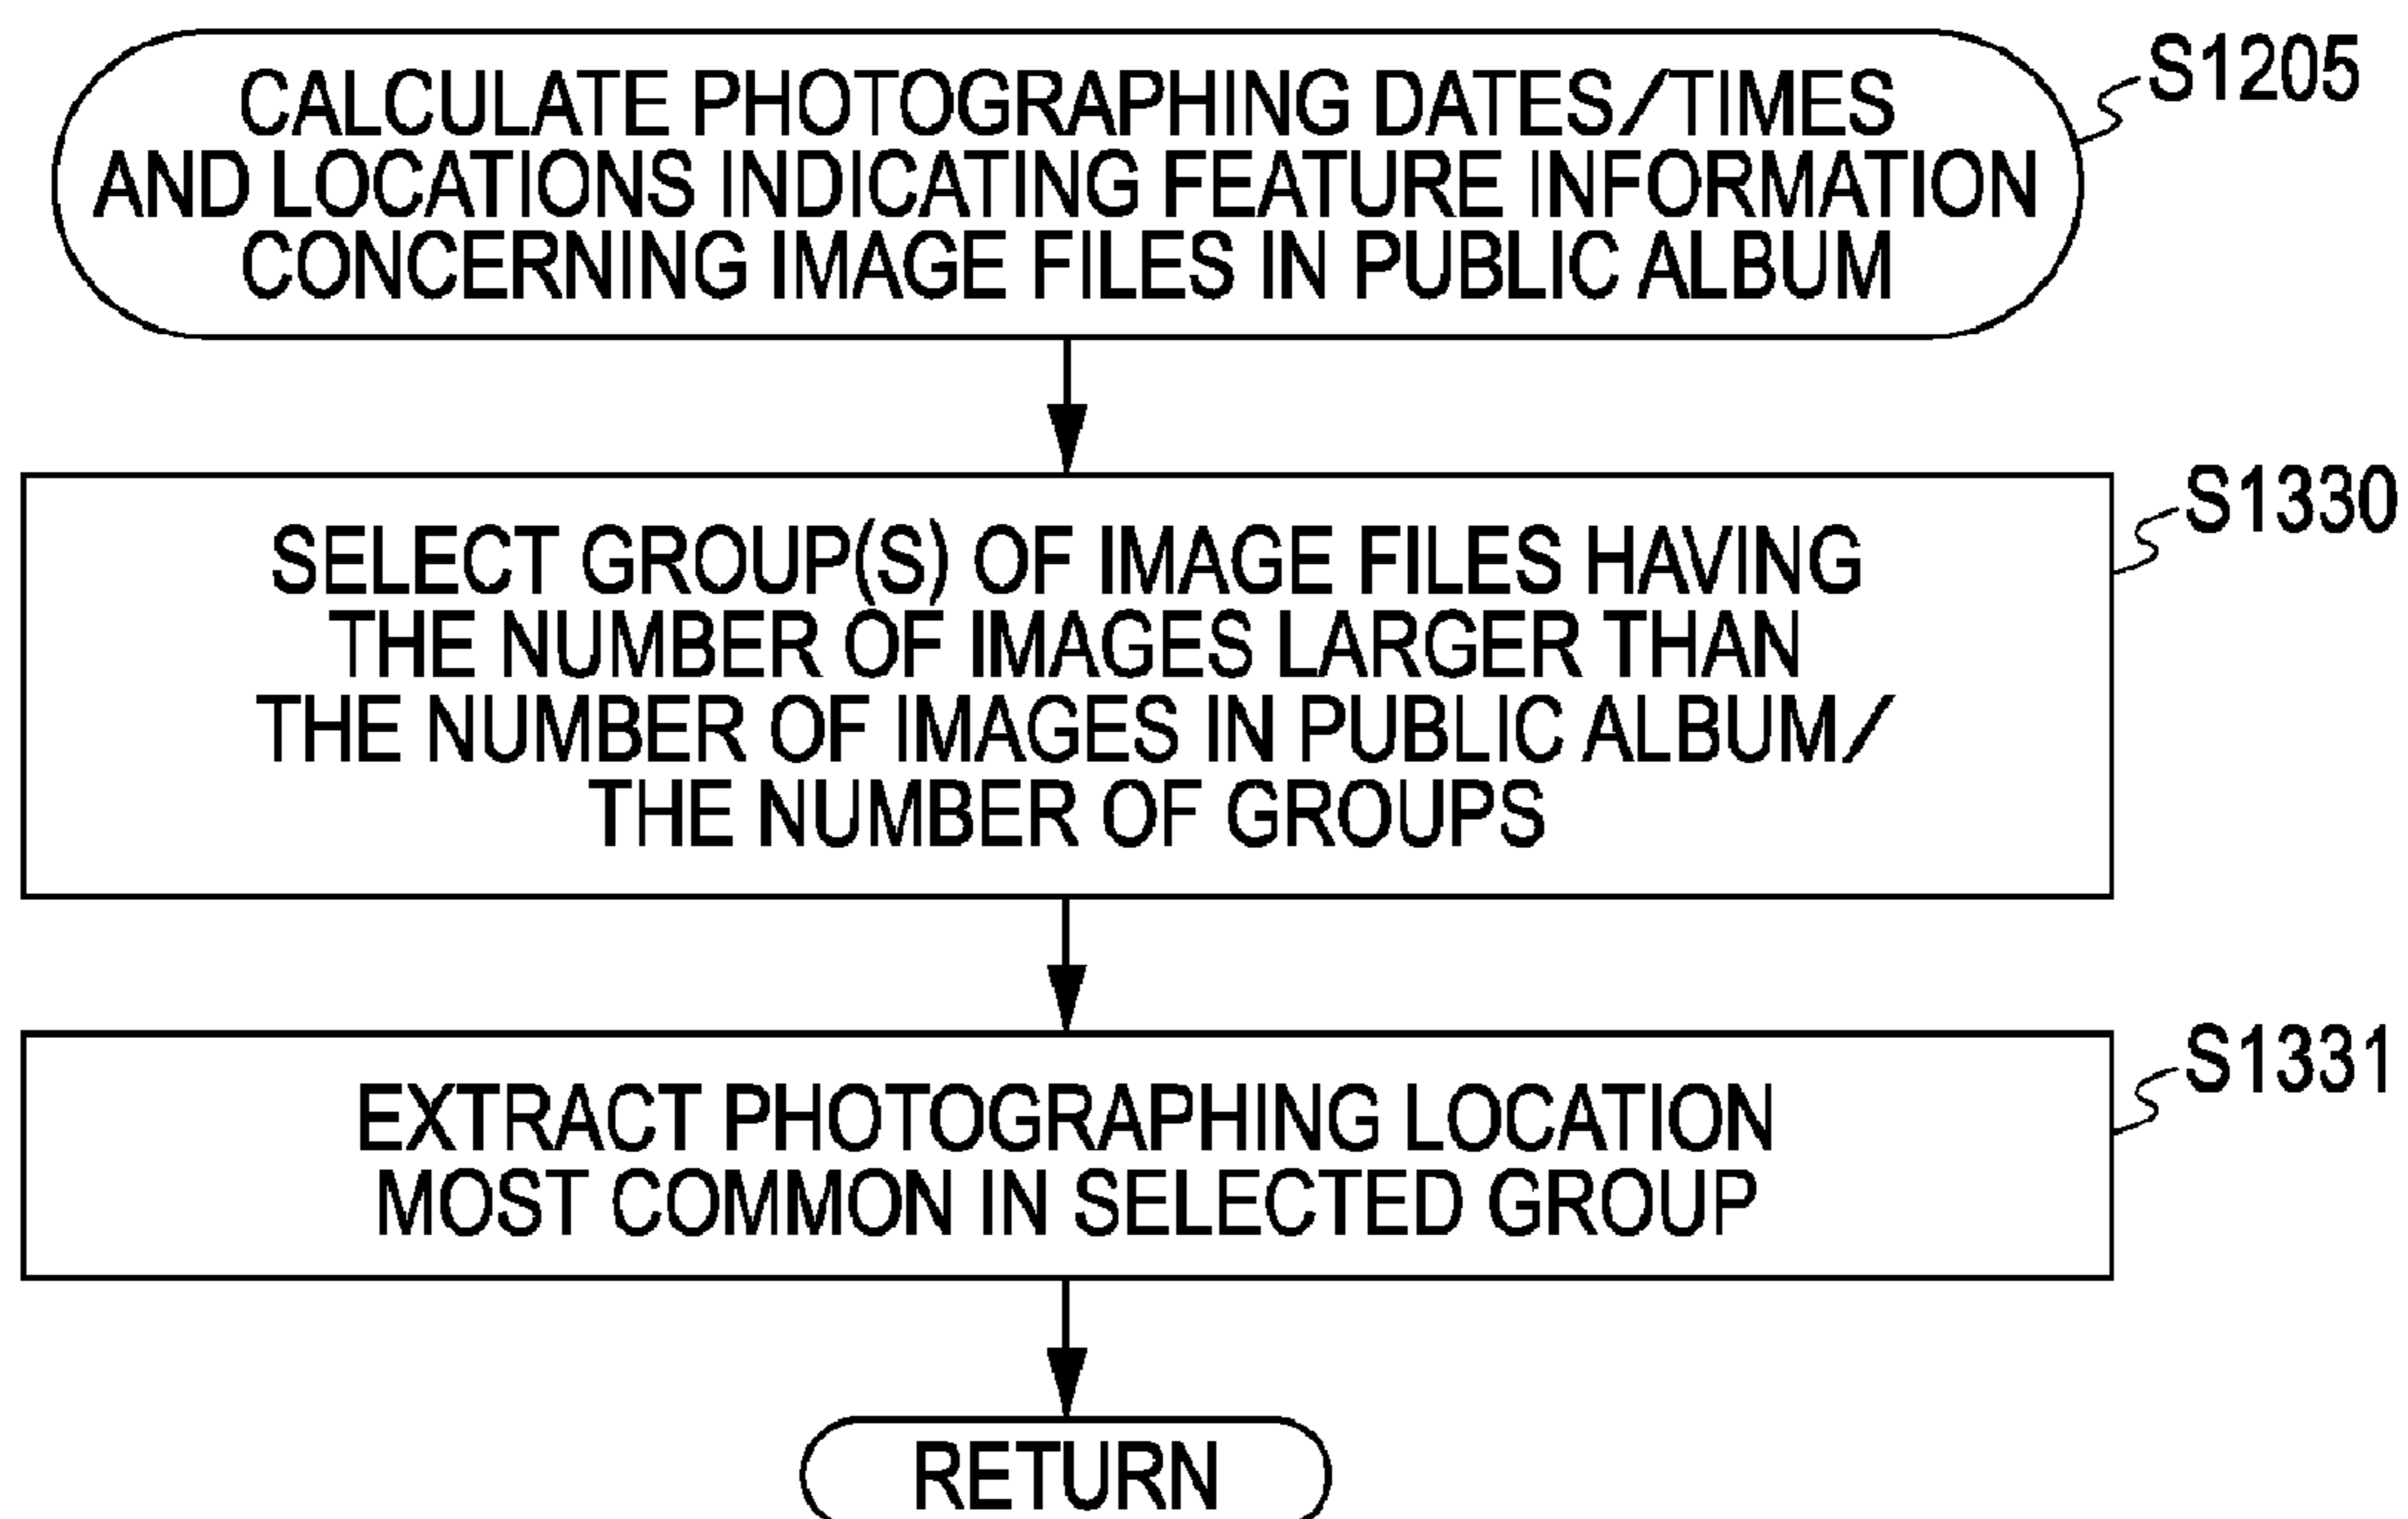 CALCULATE PHOTOGRAPHING DATES/TIMES
AND LOCATIONS INDICATING FEATURE INFORMATION
CONCERNING IMAGE FILES IN PUBLIC ALBUM
S1205
SELECT GROUP(S) OF IMAGE FILES HAVING
THE NUMBER OF IMAGES LARGER THAN
THE NUMBER OF IMAGES IN PUBLIC ALBUM/
THE NUMBER OF GROUPS
S1330
EXTRACT PHOTOGRAPHING LOCATION
MOST COMMON IN SELECTED GROUP
S1331
RETURN